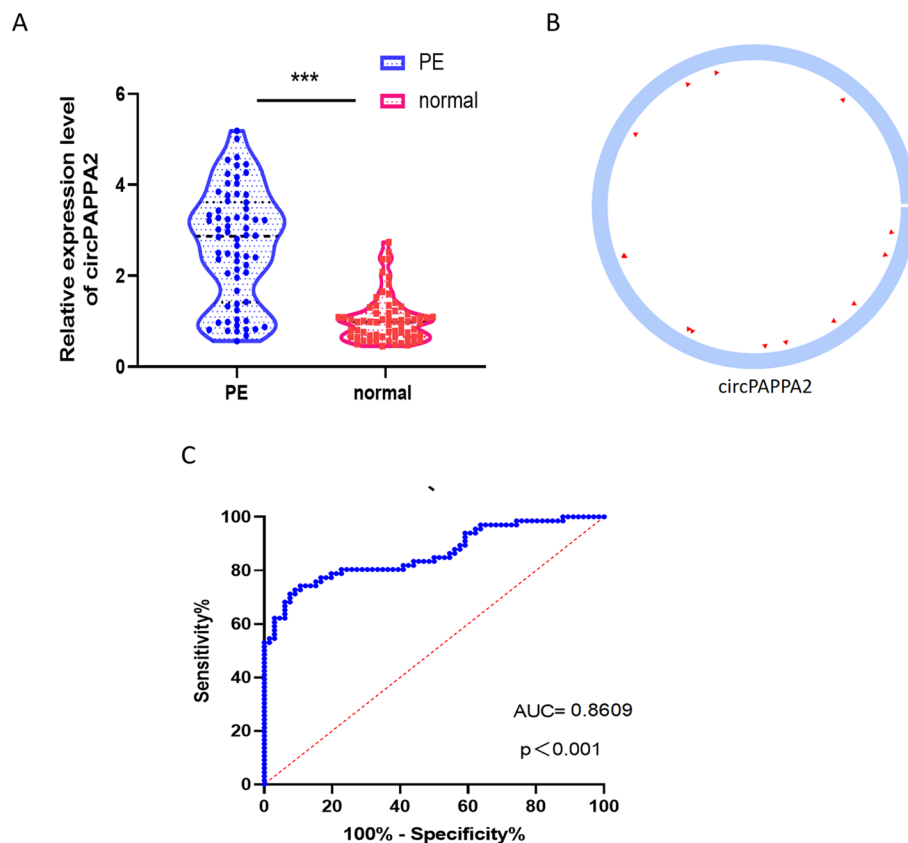 A
B
PE
normal
***
Relative expression level
of circPAPPA2
6
4
2
0
PE
normal
circPAPPA2
C
100
80
60
40
20
0
Sensitivity%
AUC= 0.8609
p<0.001
0
20
40
60
80
100
100% - Specificity%